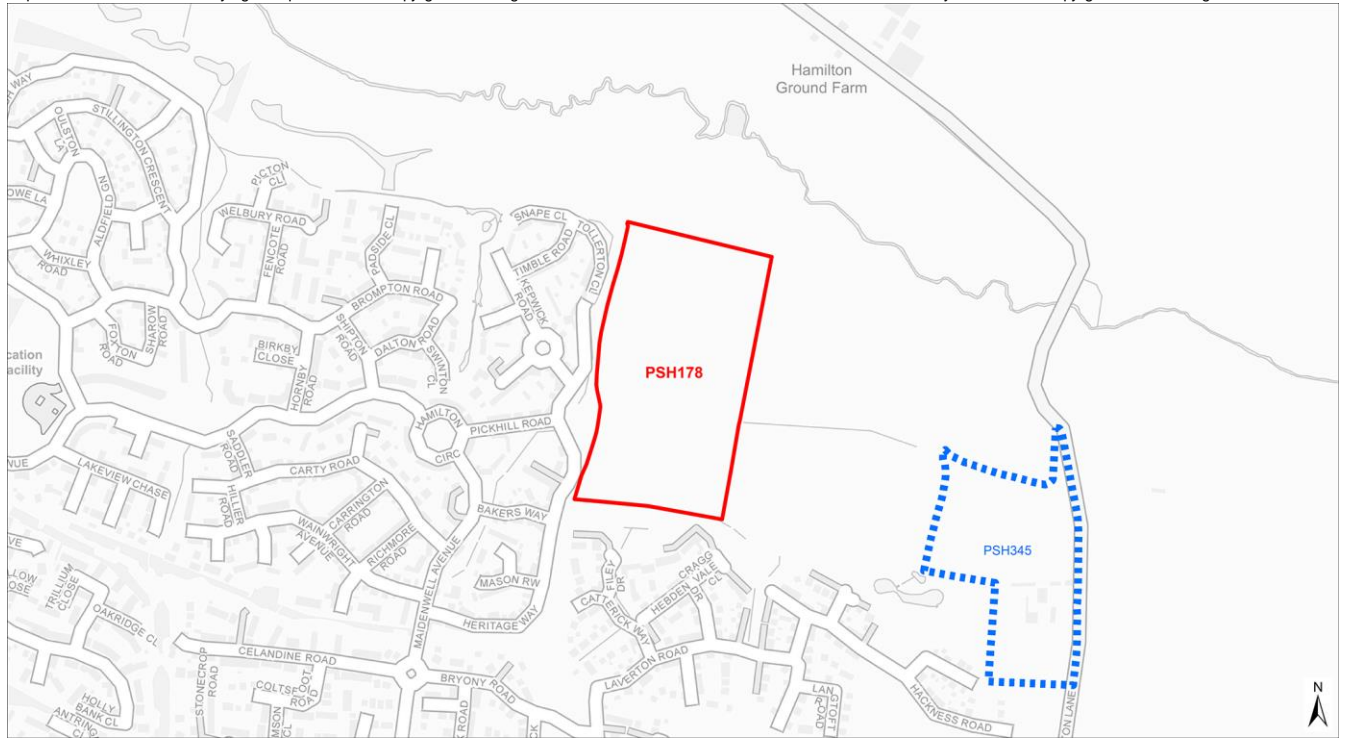 Hamilton
Ground Farm
STILLINGTON CRESCENT
OULSTON
LA
ALDFIELD
GN
WHIXLEY
ROAD
FOXTON
ROAD
SHAROW
ROAD
PICTON
CL
WELBURY ROAD
FENCOTE
ROAD
PADSIDE CL
BROMPTON ROAD
SHIPTON
ROAD
DALTON ROAD
SWINTON
CL
BIRKBY
CLOSE
HORNBY
ROAD
SNAPE CL
TIMBLE ROAD
TOLLERTON CL
KEPWICK
ROAD
PSH178
HAMILTON
CIRC
PICKHILL ROAD
SADDLER
ROAD
HILLIER
ROAD
CARTY ROAD
CARRINGTON
ROAD
WAINWRIGHT
AVENUE
RICHMORE
ROAD
LAKEVIEW CHASE
BAKERS WAY
MASON RW
HERITAGE WAY
MAIDENWELL AVENUE
FILEY
DR
CRAGG
VALE
CL
HEBDEN
DR
CATTERICK WAY
LAVERTON ROAD
PSH345
TRILLIUM
CLOSE
OAKRIDGE CL
CELANDINE ROAD
STONECROP
ROAD
BRYONY ROAD
HOLLY
BANK CL
HACKNESS ROAD
N